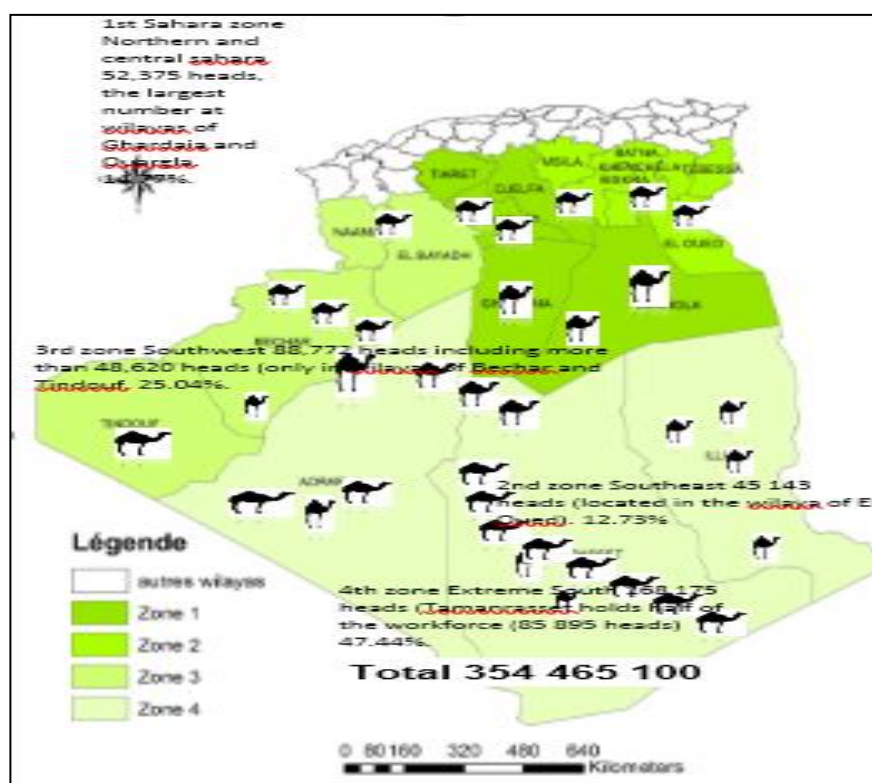 1st Sahara zone
Northern and
central sahara
52,375 heads,
the largest
number at
wilayas of
Ghardaia and
Ouargla
TIARET
DJELFA
MSILA
BATNA
TEBESSA
NAAMA
EL BAYADH
EL OUED
BECHAR
3rd zone Southwest 88,772 heads including more
than 48,620 heads (only in wilayas of Bechar and
Tindouf, 25.04%.
TINDOUF
ADRAR
2nd zone Southeast 45 143
heads (located in the wilaya of El
12.73%
4th zone Extreme South 168,175
heads (Tamanrasset holds half of
the workforce (85 895 heads)
47.44%.
Total 354 465 100
Légende
autres wilayas
Zone 1
Zone 2
Zone 3
Zone 4
0 80 160 320 480 640
Kilometers